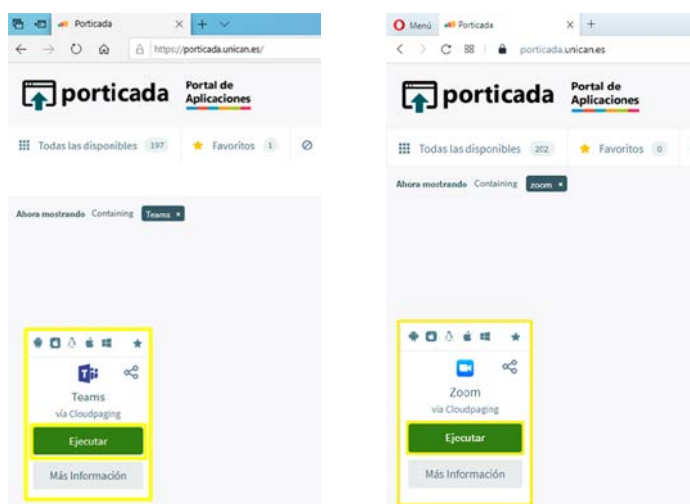 Porticada
https://porticada.unican.es/
porticada
Portal de
Aplicaciones
Todas las disponibles 197
Favoritos 1
Ahora mostrando Containing Teams ×
Teams
vía Cloudpaging
Ejecutar
Más Información
Menú
Porticada
porticada.unican.es
porticada
Portal de
Aplicaciones
Todas las disponibles 202
Favoritos 0
Ahora mostrando Containing zoom ×
Zoom
vía Cloudpaging
Ejecutar
Más Información